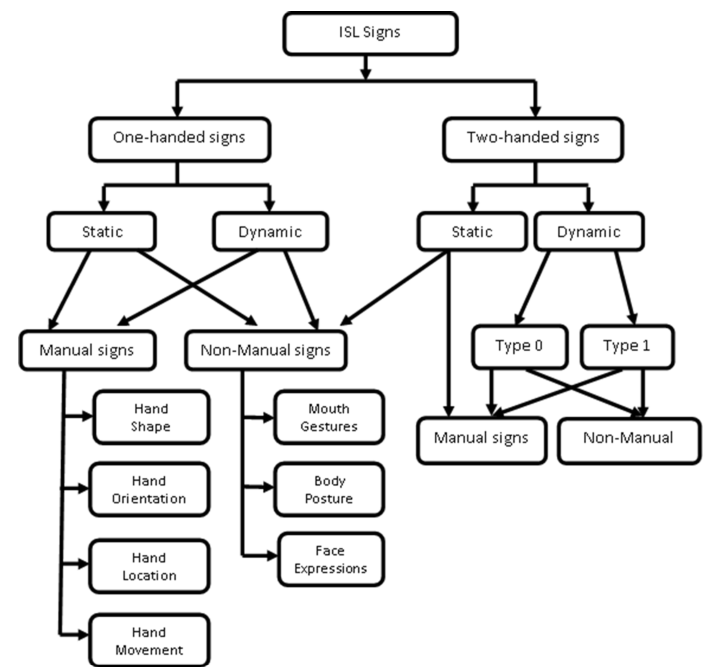 ISL Signs
One-handed signs
Two-handed signs
Static
Dynamic
Static
Dynamic
Manual signs
Non-Manual signs
Type 0
Type 1
Hand
Shape
Mouth
Gestures
Manual signs
Non-Manual
Hand
Orientation
Body
Posture
Hand
Location
Face
Expressions
Hand
Movement